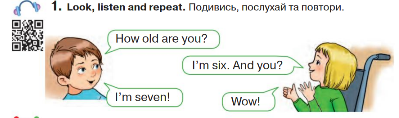 1. Look, listen and repeat. Подивись, послухай та повтори.
How old are you?
I'm six. And you?
I'm seven!
Wow!